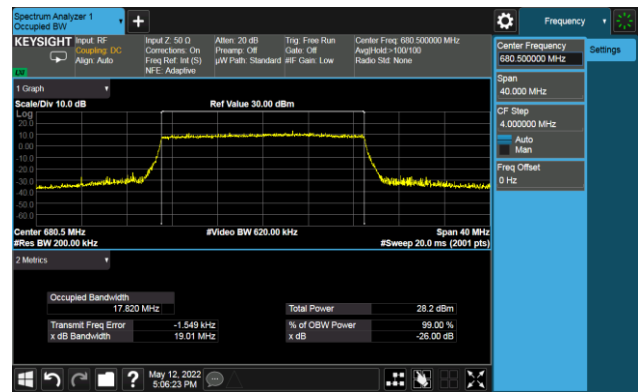 Spectrum Analyzer 1
Occupied BW
Frequency
KEYSIGHT
Input: RF
Coupling: DC
Align: Auto
Input Z: 50 Ω
Corrections: On
Freq Ref: Int (S)
NFE: Adaptive
Atten: 20 dB
Preamp: Off
µW Path: Standard
Trig: Free Run
Gate: Off
#IF Gain: Low
Center Freq: 680.500000 MHz
Avg|Hold:>100/100
Radio Std: None
Center Frequency
680.500000 MHz
Settings
Span
40.000 MHz
CF Step
4.000000 MHz
Auto
Man
Freq Offset
0 Hz
1 Graph
Scale/Div 10.0 dB
Ref Value 30.00 dBm
Log
20.0
10.0
0.00
-10.0
-20.0
-30.0
-40.0
-50.0
-60.0
Center 680.5 MHz
#Video BW 620.00 kHz
Span 40 MHz
#Res BW 200.00 kHz
#Sweep 20.0 ms (2001 pts)
2 Metrics
Occupied Bandwidth
17.820 MHz
Total Power 28.2 dBm
Transmit Freq Error -1.549 kHz
% of OBW Power 99.00 %
x dB Bandwidth 19.01 MHz
x dB -26.00 dB
May 12, 2022
5:06:23 PM